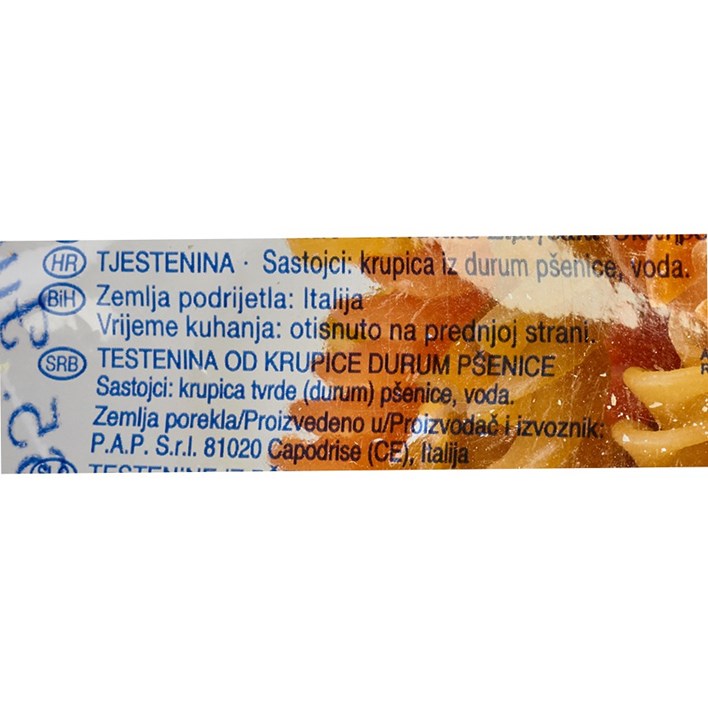 HR TJESTENINA · Sastojci: krupica iz durum pšenice, voda.
BiH Zemlja podrijetla: Italija
Vrijeme kuhanja: otisnuto na prednjoj strani.
SRB TESTENINA OD KRUPICE DURUM PŠENICE
Sastojci: krupica tvrde (durum) pšenice, voda.
Zemlja porekla/Proizvedeno u/Proizvođač i izvoznik:
P.A.P. S.r.l. 81020 Capodrise (CE), Italija